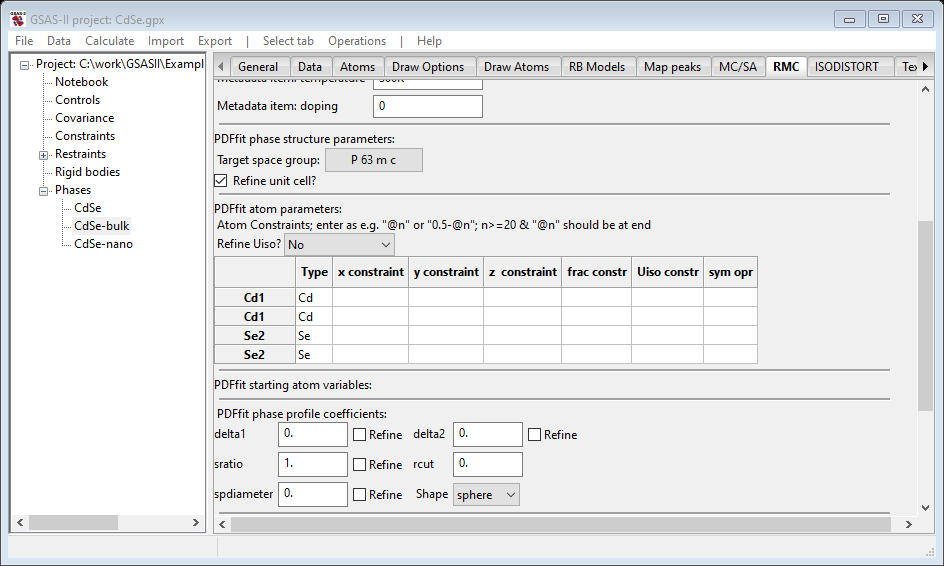 GSAS-II project: CdSe.gpx
File Data Calculate Import Export | Select tab Operations | Help
Project: C:\work\GSASII\Exampl
Notebook
Controls
Covariance
Constraints
Restraints
Rigid bodies
Phases
CdSe
CdSe-bulk
CdSe-nano
General Data Atoms Draw Options Draw Atoms RB Models Map peaks MC/SA RMC ISODISTORT Tex
Metadata item: temperature 300K
Metadata item: doping 0
PDFfit phase structure parameters:
Target space group: P 63 m c
Refine unit cell?
PDFfit atom parameters:
Atom Constraints; enter as e.g. "@n" or "0.5-@n"; n>=20 & "@n" should be at end
Refine Uiso? No
Type x constraint y constraint z constraint frac constr Uiso constr sym opr
Cd1 Cd
Cd1 Cd
Se2 Se
Se2 Se
PDFfit starting atom variables:
PDFfit phase profile coefficients:
delta1 0. Refine delta2 0. Refine
sratio 1. Refine rcut 0.
spdiameter 0. Refine Shape sphere